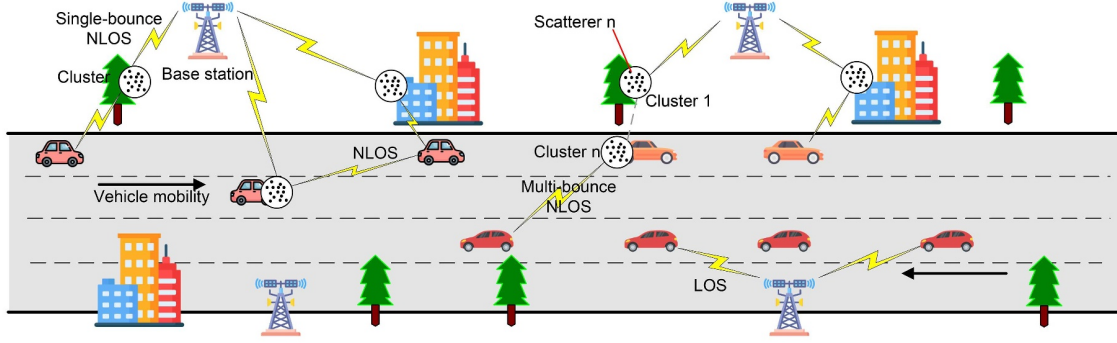 Single-bounce
NLOS
Scatterer n
Cluster
Base station
Cluster 1
NLOS
Cluster n
Vehicle mobility
Multi-bounce
NLOS
LOS